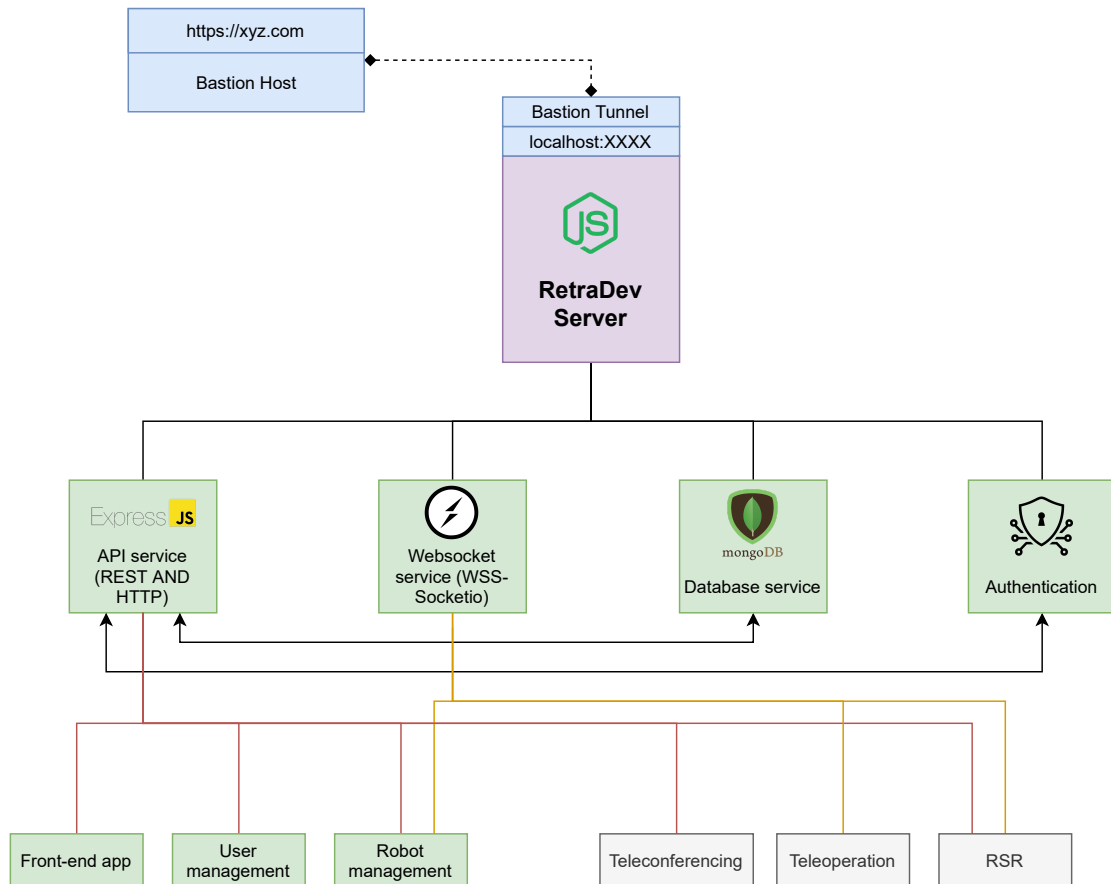 https://xyz.com
Bastion Host
Bastion Tunnel
localhost:XXXX
JS
RetraDev
Server
Express JS
API service
(REST AND
HTTP)
Websocket
service (WSS-
Socketio)
mongoDB
Database service
Authentication
Front-end app
User
management
Robot
management
Teleconferencing
Teleoperation
RSR